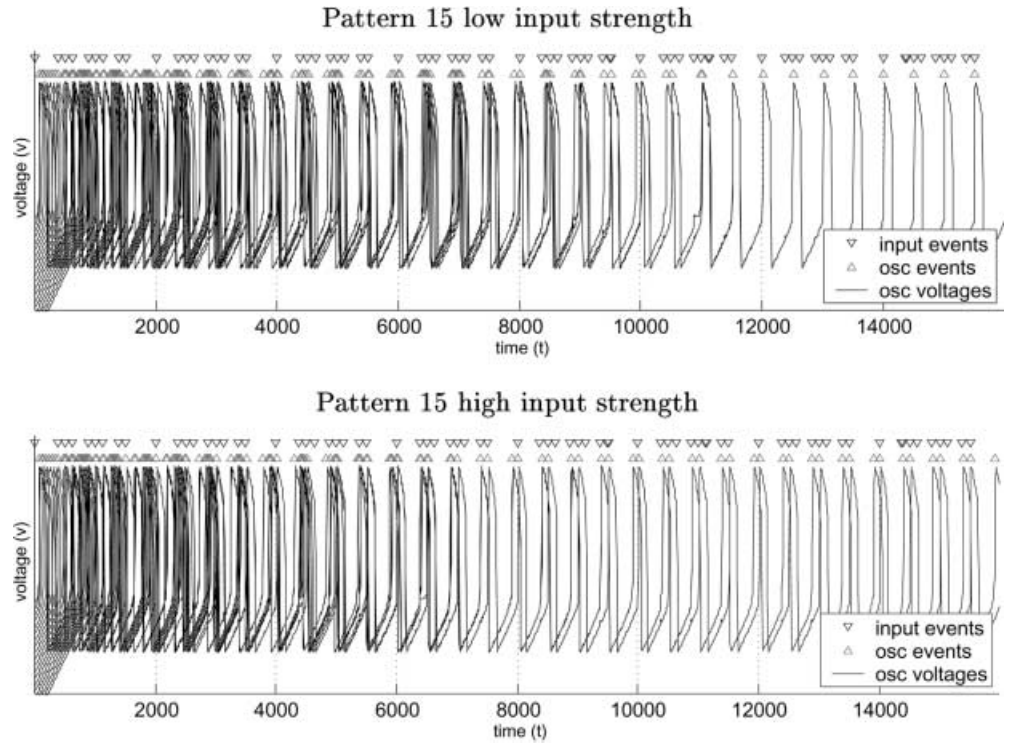 Pattern 15 low input strength
voltage (v)
▽ input events
△ osc events
osc voltages
2000 4000 6000 8000 10000 12000 14000
time (t)
Pattern 15 high input strength
voltage (v)
▽ input events
△ osc events
osc voltages
2000 4000 6000 8000 10000 12000 14000
time (t)